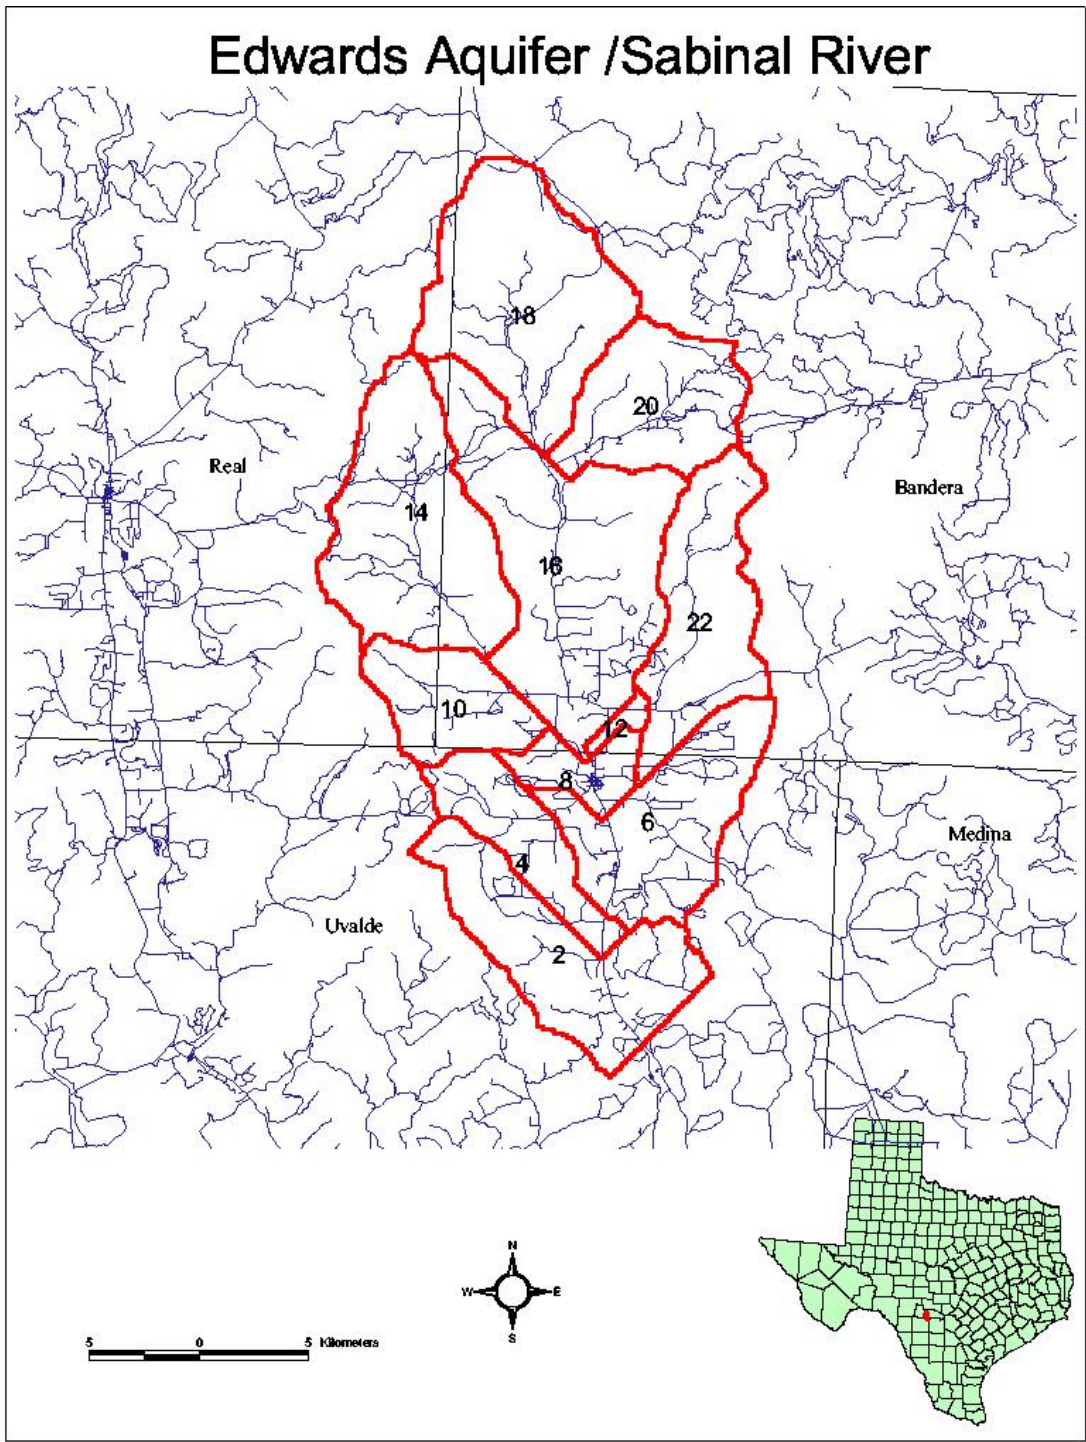 Edwards Aquifer /Sabinal River
18
20
Real
Bandera
14
16
22
10
12
8
6
Medina
4
Uvalde
2
N
W E
S
5 0 5 Kilometers